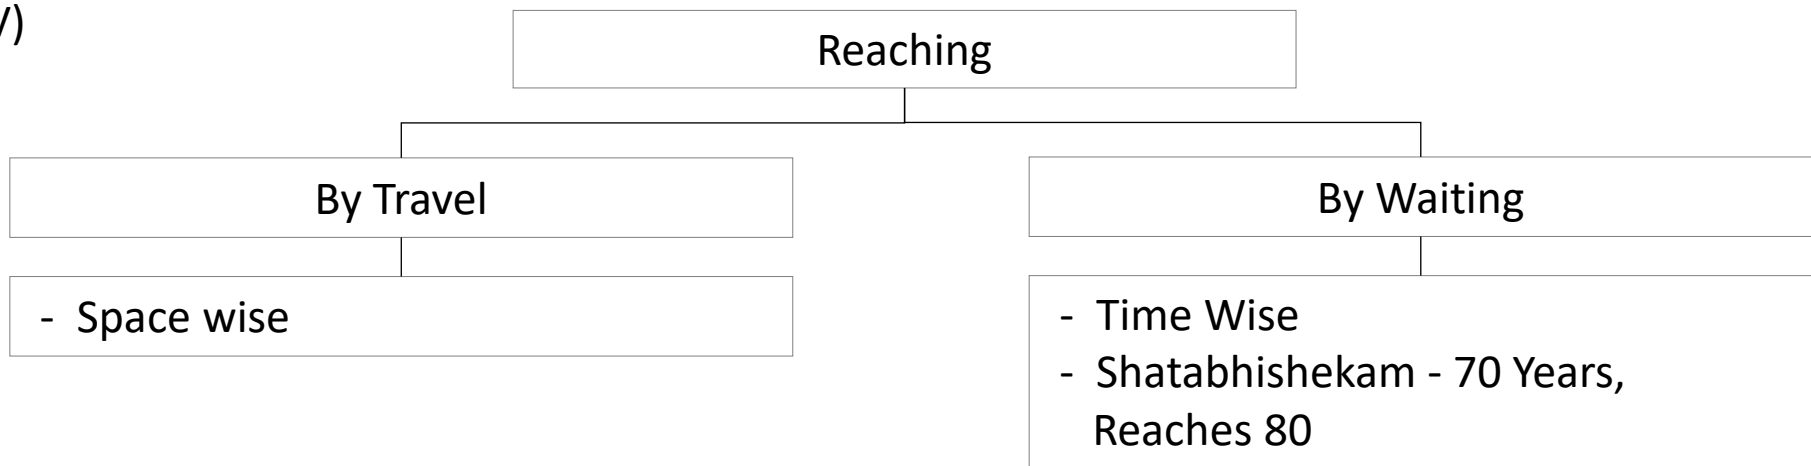 Reaching
By Travel
By Waiting
- Space wise
- Time Wise
- Shatabhishekam - 70 Years,
Reaches 80